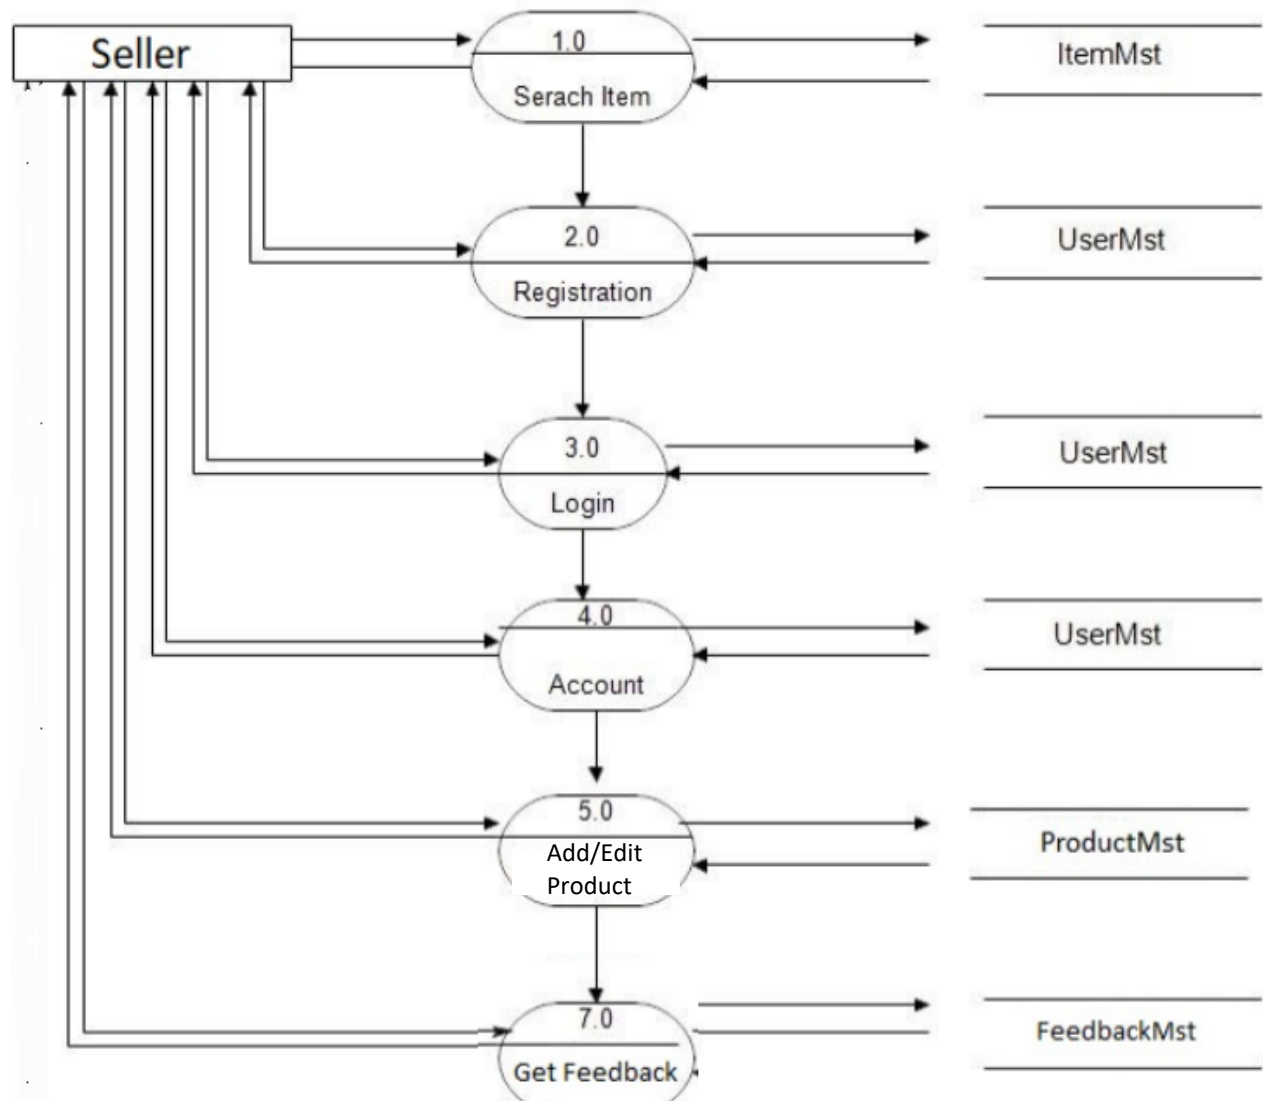 Seller
1.0
Serach Item
ItemMst
2.0
Registration
UserMst
3.0
Login
UserMst
4.0
Account
UserMst
5.0
Add/Edit
Product
ProductMst
7.0
Get Feedback
FeedbackMst